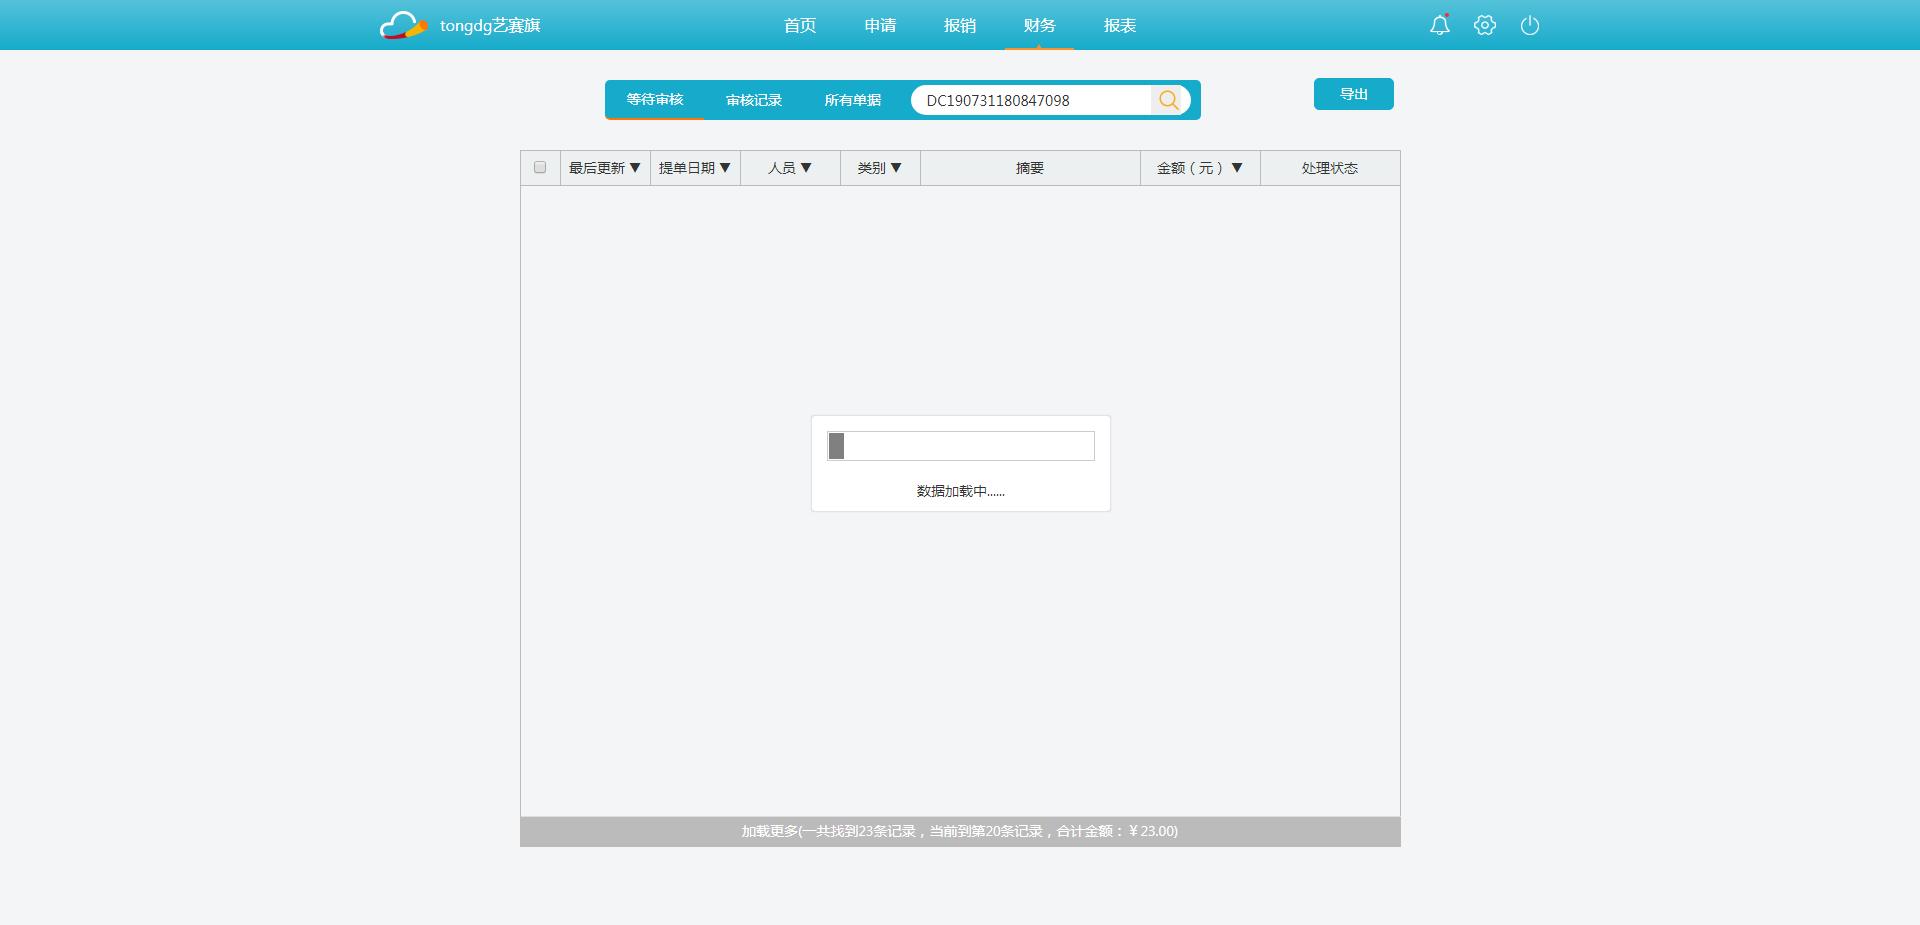 tongdg艺赛旗
首页 申请 报销 财务 报表
等待审核 审核记录 所有单据 DC190731180847098
导出
最后更新 ▼ 提单日期 ▼ 人员 ▼ 类别 ▼ 摘要 金额（元）▼ 处理状态
数据加载中......
加载更多(一共找到23条记录，当前到第20条记录，合计金额：￥23.00)